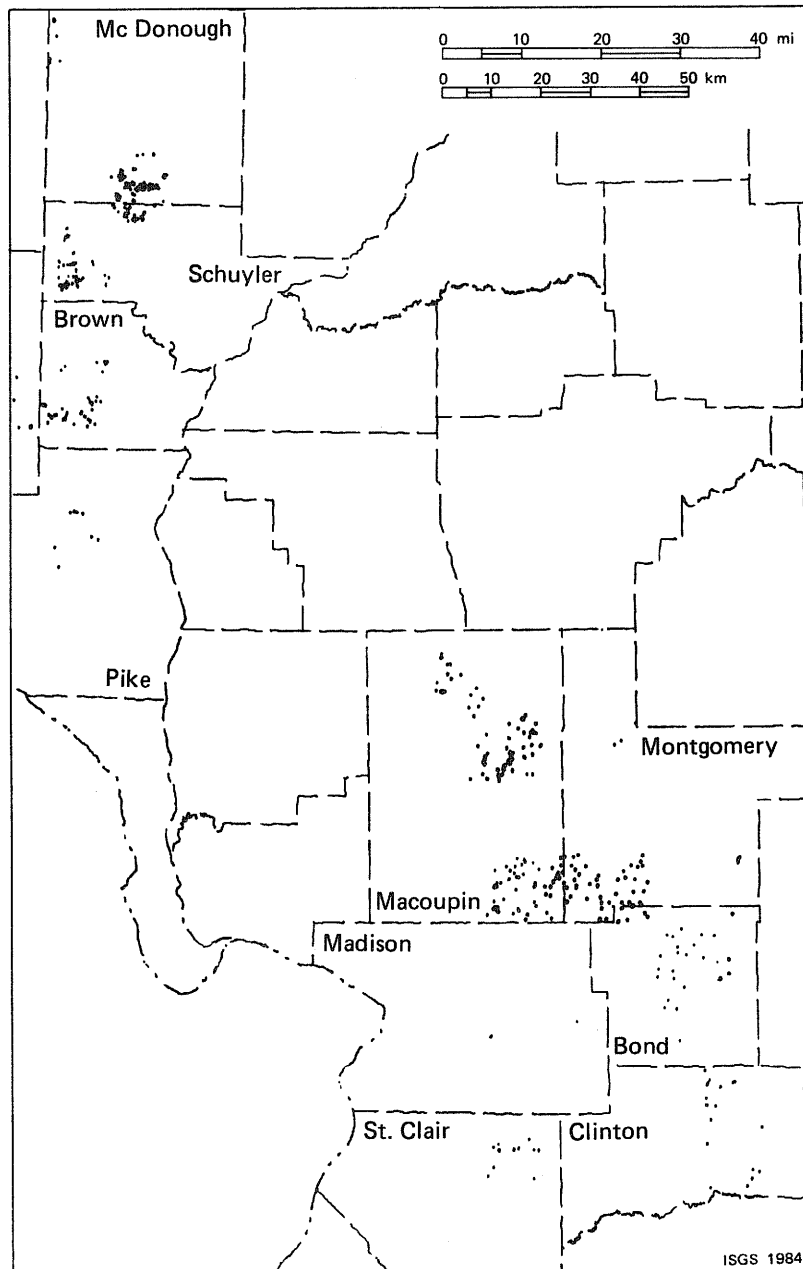 Mc Donough
0 10 20 30 40 mi
0 10 20 30 40 50 km
Schuyler
Brown
Pike
Montgomery
Macoupin
Madison
Bond
St. Clair
Clinton
ISGS 1984